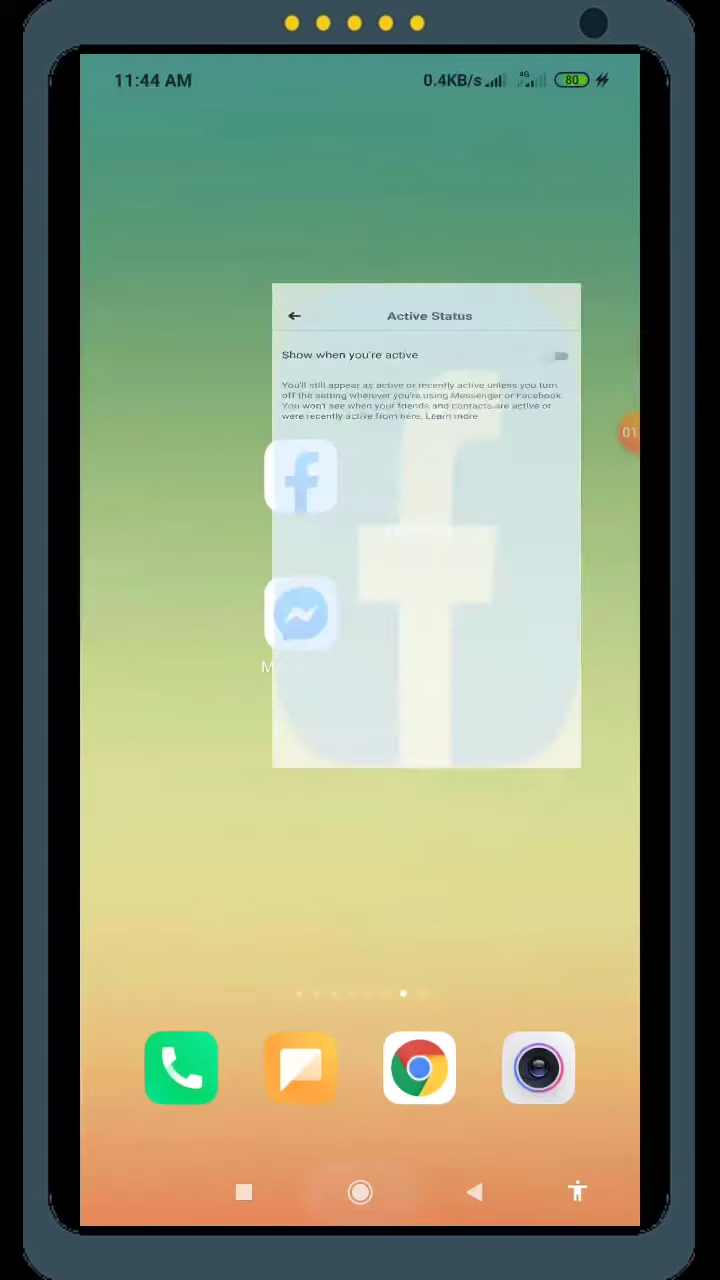 11:44 AM
0.4KB/s
4G
80
Active Status
Show when you're active
You'll still appear as active or recently active unless you turn
off the setting wherever you're using Messenger or Facebook.
You won't see when your friends and contacts are active or
were recently active from here. Learn more
01
M